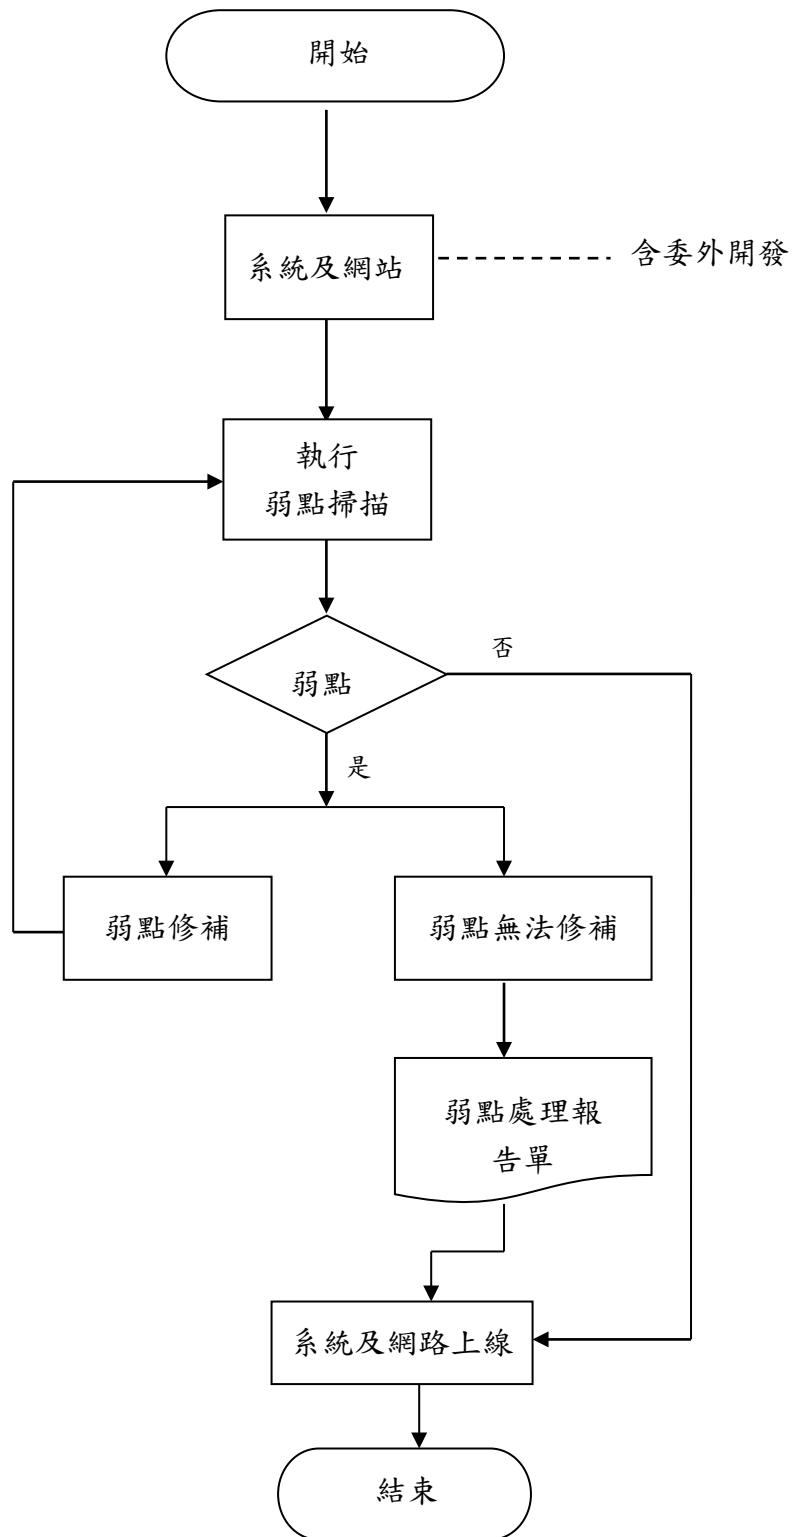 開始
系統及網站
含委外開發
執行
弱點掃描
否
弱點
是
弱點修補
弱點無法修補
弱點處理報
告單
系統及網路上線
結束